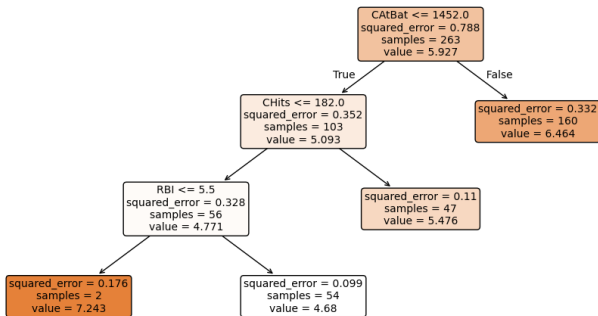 CAtBat <= 1452.0
squared_error = 0.788
samples = 263
value = 5.927
True
False
CHits <= 182.0
squared_error = 0.352
samples = 103
value = 5.093
squared_error = 0.332
samples = 160
value = 6.464
RBI <= 5.5
squared_error = 0.328
samples = 56
value = 4.771
squared_error = 0.11
samples = 47
value = 5.476
squared_error = 0.176
samples = 2
value = 7.243
squared_error = 0.099
samples = 54
value = 4.68